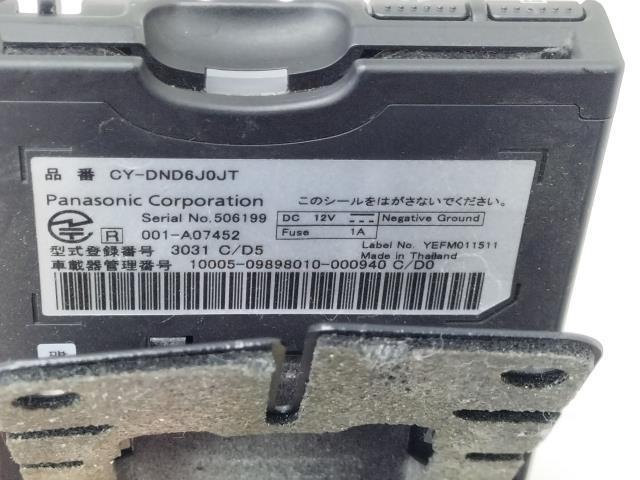 品 番 CY-DND6J0JT
Panasonic Corporation
このシールをはがさないでください。
Serial No.506199
DC 12V Negative Ground
R 001-A07452
Fuse 1A
型式登録番号 3031 C/D5
Label No. YEFM011511
Made in Thailand
車載器管理番号 10005-09898010-000940 C/D0